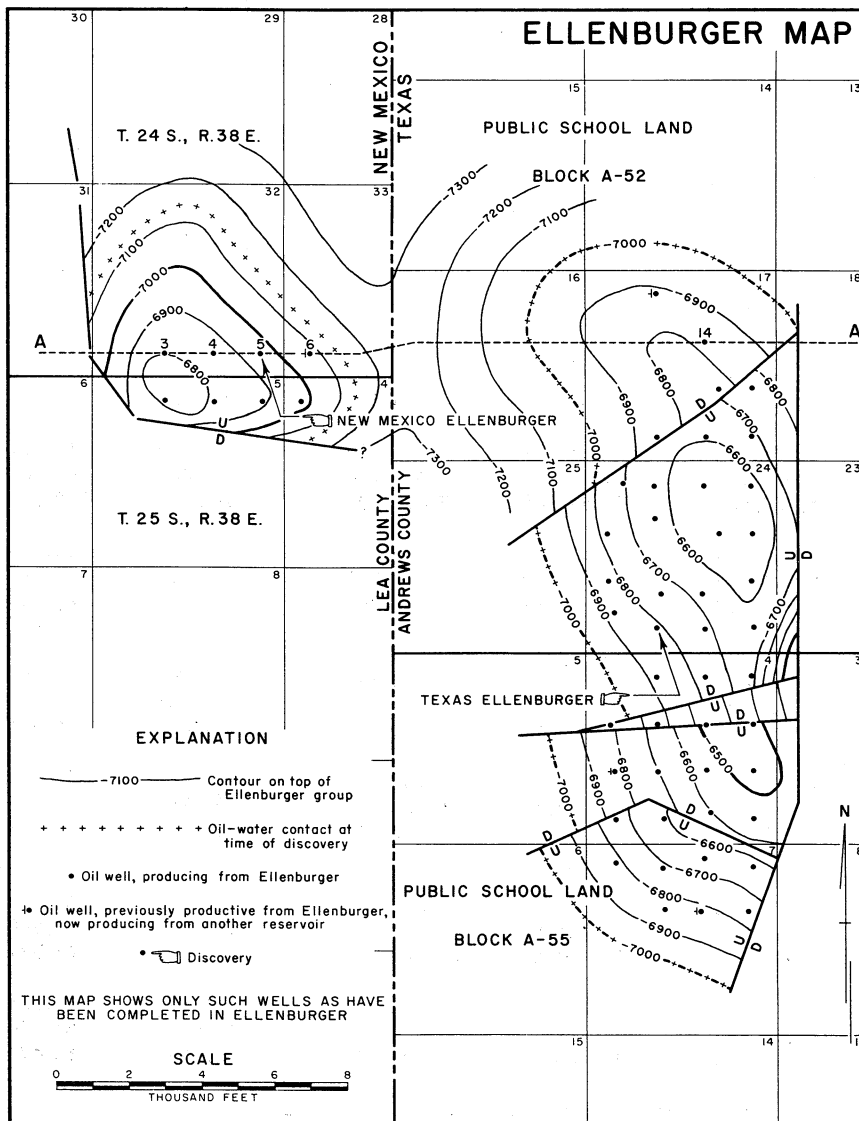 ELLENBURGER MAP
30
29
28
NEW MEXICO
TEXAS
15
14
13
T. 24 S., R. 38 E.
PUBLIC SCHOOL LAND
BLOCK A-52
31
32
33
-7300
-7200
-7100
-7200
-7100
-7000
-7000
-6900
16
17
18
-6900
A
3
4
5
6
14
A
-6800
-6800
-6800
6
5
4
D
U
-6900
-6700
U
D
NEW MEXICO ELLENBURGER
?
-7300
-7000
-7100
-7200
-6600
25
24
T. 25 S., R. 38 E.
-6600
U
D
7
8
LEA COUNTY
ANDREWS COUNTY
-7000
-6900
-6800
-6700
-6700
5
4
3
TEXAS ELLENBURGER
D
U
D
U
EXPLANATION
-7100 Contour on top of
Ellenburger group
-7000
-6900
-6800
-6600
-6500
+ + + + + + + + + + Oil-water contact at
time of discovery
D
U
D
U
6
7
-6600
-6700
-6800
-6900
-7000
Oil well, producing from Ellenburger
Oil well, previously productive from Ellenburger,
now producing from another reservoir
Discovery
PUBLIC SCHOOL LAND
BLOCK A-55
U
D
N
THIS MAP SHOWS ONLY SUCH WELLS AS HAVE
BEEN COMPLETED IN ELLENBURGER
SCALE
0 2 4 6 8
THOUSAND FEET
15
14